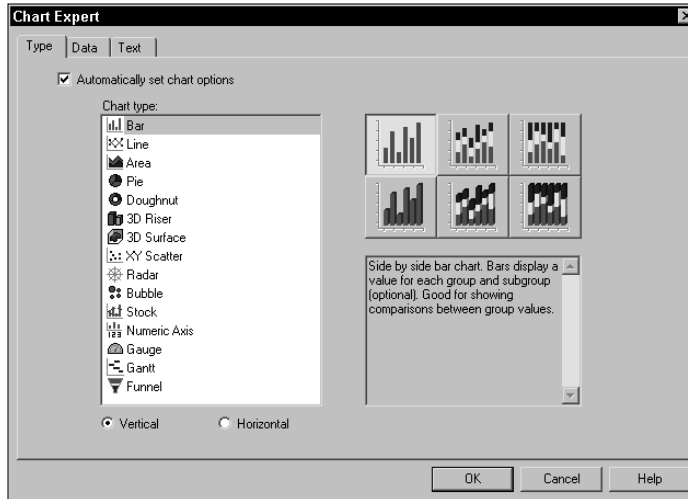 Chart Expert
Type Data Text
Automatically set chart options
Chart type:
Bar
Line
Area
Pie
Doughnut
3D Riser
3D Surface
XY Scatter
Radar
Bubble
Stock
Numeric Axis
Gauge
Gantt
Funnel
Side by side bar chart. Bars display a
value for each group and subgroup
(optional). Good for showing
comparisons between group values.
Vertical Horizontal
OK Cancel Help